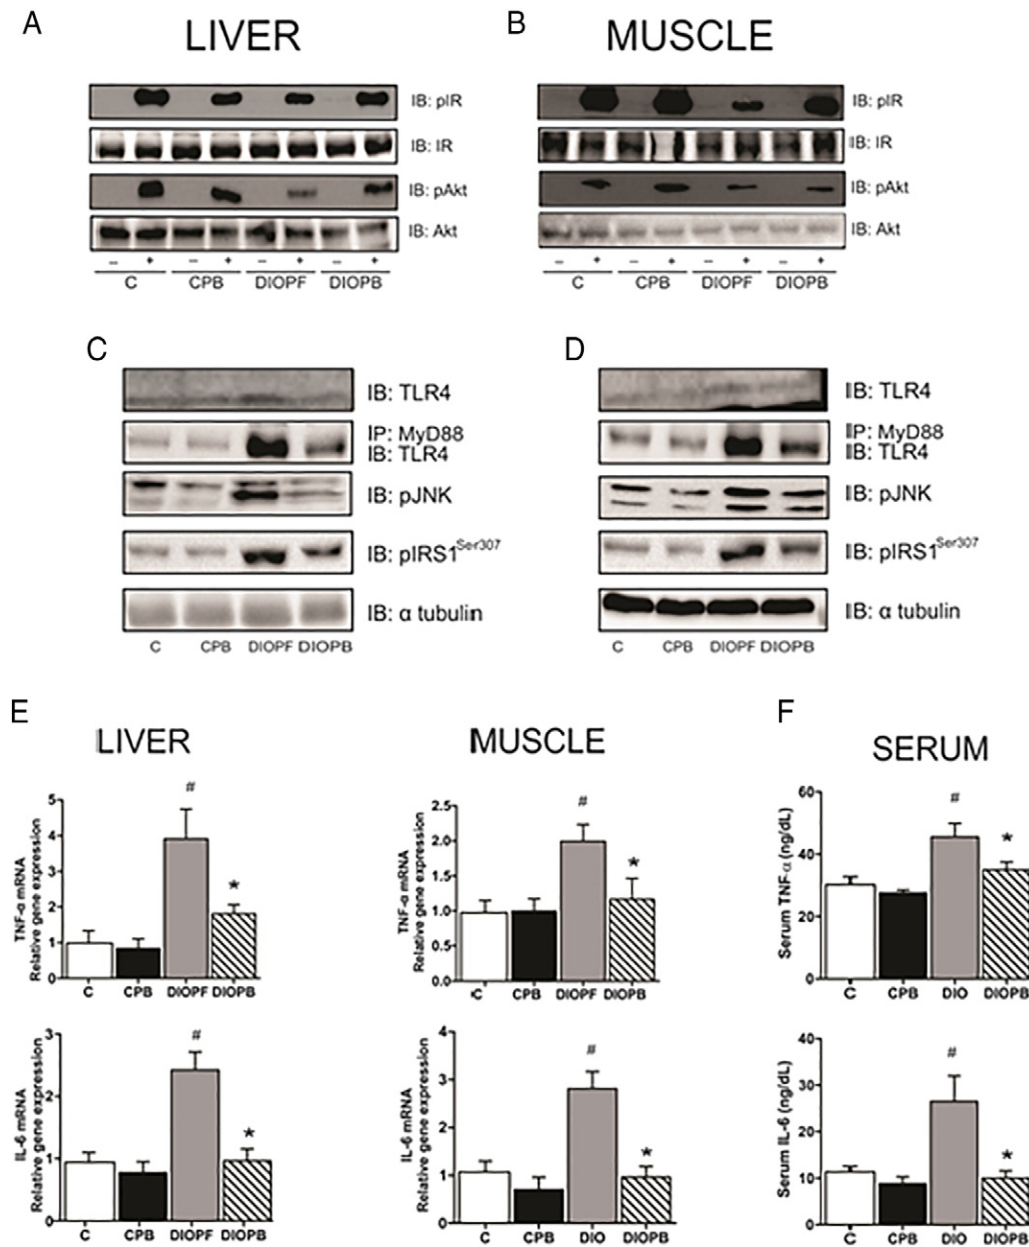 A
LIVER
IB: pIR
IB: IR
IB: pAkt
IB: Akt
– + – + – + – +
C CPB DIOPF DIOPB
B
MUSCLE
IB: pIR
IB: IR
IB: pAkt
IB: Akt
– + – + – + – +
C CPB DIOPF DIOPB
C
IB: TLR4
IP: MyD88
IB: TLR4
IB: pJNK
IB: pIRS1Ser307
IB: α tubulin
C CPB DIOPF DIOPB
D
IB: TLR4
IP: MyD88
IB: TLR4
IB: pJNK
IB: pIRS1Ser307
IB: α tubulin
C CPB DIOPF DIOPB
E
LIVER
TNF-α mRNA
Relative gene expression
5
4
3
2
1
0
#
*
C CPB DIOPF DIOPB
MUSCLE
TNF-α mRNA
Relative gene expression
2.5
2.0
1.5
1.0
0.5
0.0
#
*
C CPB DIOPF DIOPB
F
SERUM
Serum TNF-α (ng/dL)
60
40
20
0
#
*
C CPB DIO DIOPB
IL-6 mRNA
Relative gene expression
3
2
1
0
#
*
C CPB DIOPF DIOPB
IL-6 mRNA
Relative gene expression
4
3
2
1
0
#
*
C CPB DIO DIOPB
Serum IL-6 (ng/dL)
40
30
20
10
0
#
*
C CPB DIO DIOPB